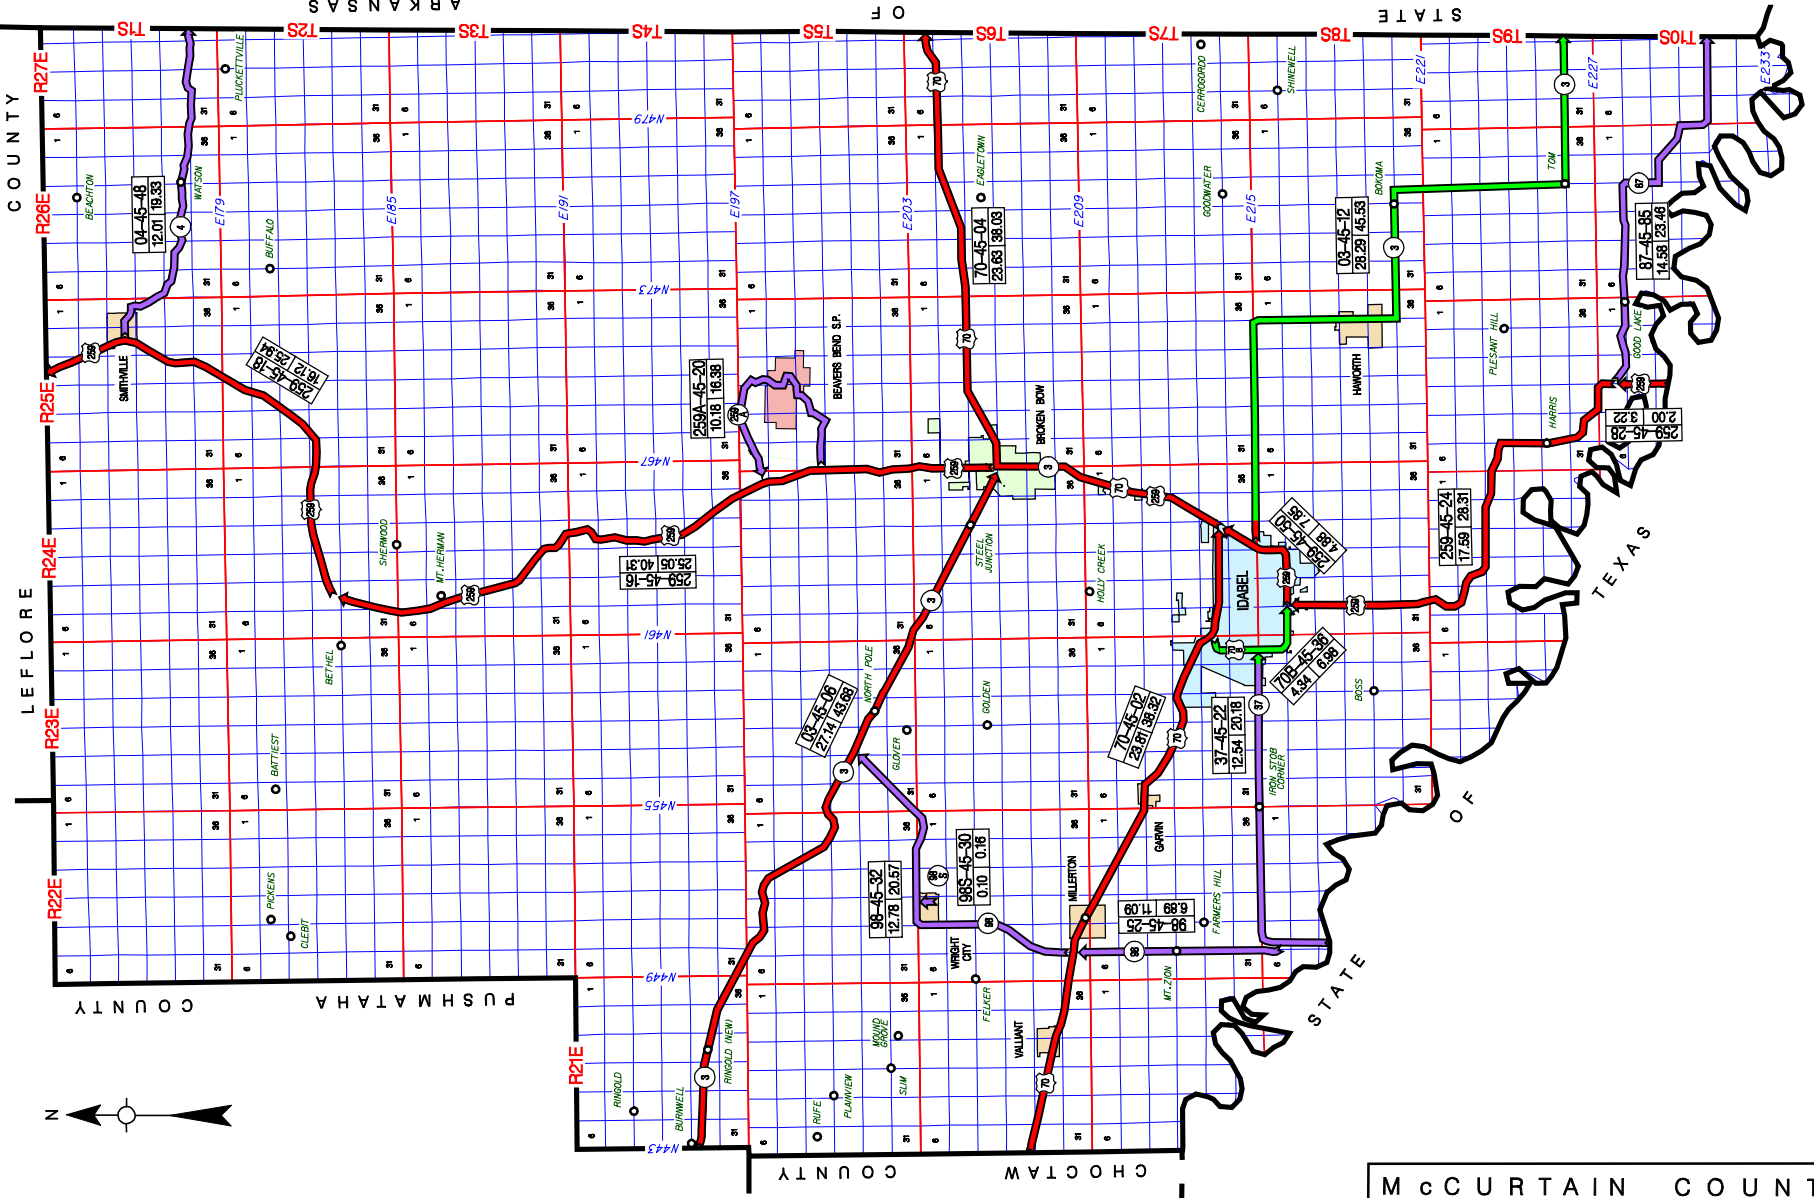 ARKANSAS
OF
STATE
COUNTY
LEFLORE
COUNTY
PUSHMATAHA
COUNTY
CHOCTAW
STATE
OF
TEXAS
T1S
T2S
T3S
T4S
T5S
T6S
T7S
T8S
T9S
T10S
R27E
R26E
R25E
R24E
R23E
R22E
R21E
E179
E185
E191
E197
E203
E209
E215
E221
E227
E233
N479
N473
N467
N461
N455
N449
N443
PLUCKETTVILLE
BEACHTON
WATSON
BUFFALO
SMITHVILLE
SHERWOOD
MT.HERMAN
BETHEL
BATTIEST
PICKENS
CLEBIT
BEAVERS BEND S.P.
EAGLETOWN
BROKEN BOW
STEEL
JUNCTION
HOLLY CREEK
NORTH POLE
GLOVER
GOLDEN
CERROGORDO
SHINEWELL
GOODWATER
BOKOMA
TOM
HAWORTH
PLESANT HILL
GOOD LAKE
HARRIS
IDABEL
BOSS
IRON STOB
CORNER
GARVIN
MILLERTON
FARMERS HILL
WRIGHT
CITY
FELKER
MT.ZION
VALLIANT
MOUND
GROVE
SLIM
PLAINVIEW
RUFE
RINGOLD
RINGOLD (NEW)
BURNWELL
04-45-48
12.01 19.33
259-45-18
16.12 25.94
259A-45-20
10.18 16.38
259-45-16
25.05 40.31
70-45-04
23.63 38.03
03-45-12
28.29 45.53
87-45-85
14.58 23.46
259-45-28
2.00 3.22
259-45-24
17.59 28.31
259-45-50
4.88 7.85
70B-45-36
4.34 6.98
37-45-22
12.54 20.18
70-45-02
23.81 38.32
03-45-06
27.14 43.68
98-45-32
12.78 20.57
98S-45-30
0.10 0.16
98-45-25
6.89 11.09
N
McCURTAIN COUNT